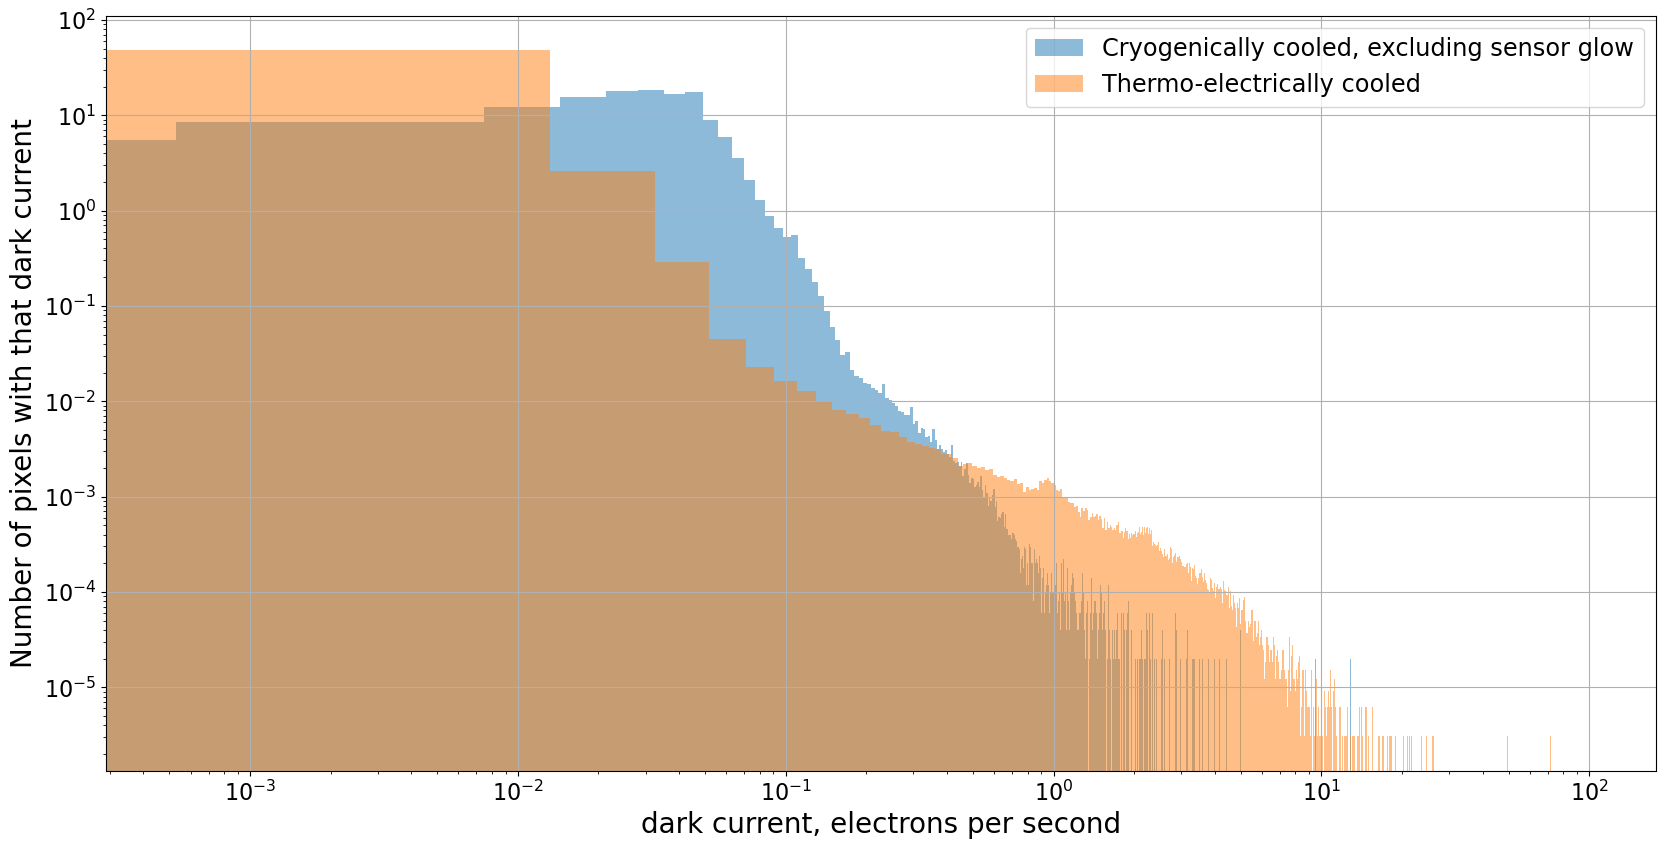 Cryogenically cooled, excluding sensor glow
Thermo-electrically cooled
Number of pixels with that dark current
10²
10¹
10⁰
10⁻¹
10⁻²
10⁻³
10⁻⁴
10⁻⁵
10⁻³ 10⁻² 10⁻¹ 10⁰ 10¹ 10²
dark current, electrons per second